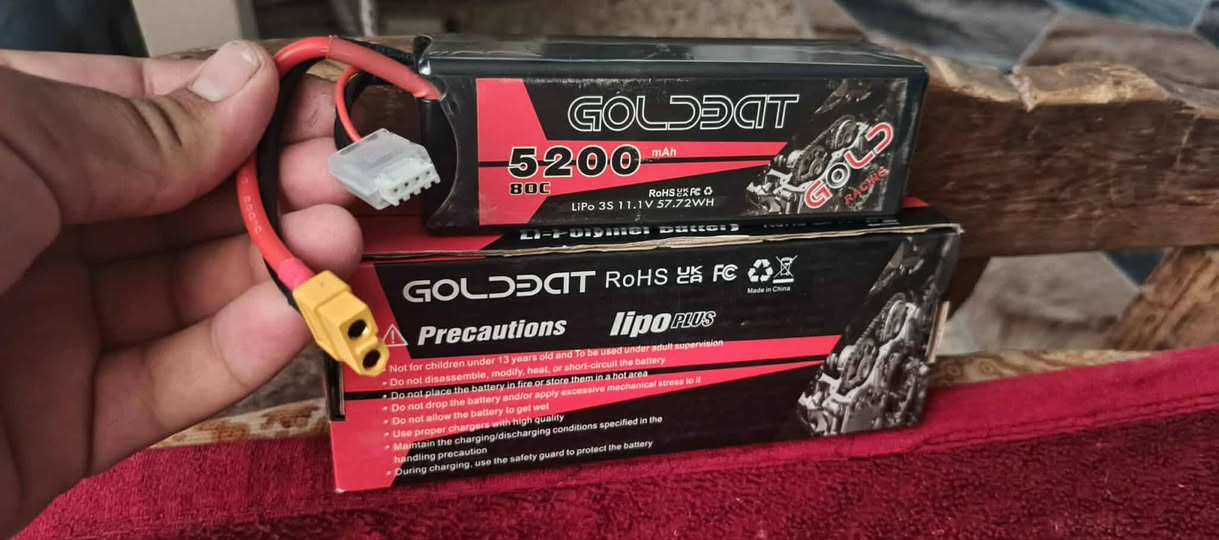 GOLDBAT
5200 mAh
80C
RoHS UK CA FC
LiPo 3S 11.1V 57.72WH
GOLD
RACING
Li-Polymer Battery
GOLDBAT RoHS UK CA FC
Made in China
Precautions lipo PLUS
• Not for children under 13 years old and To be used under adult supervision
• Do not disassemble, modify, heat, or short-circuit the battery
• Do not place the battery in fire or store them in a hot area
• Do not drop the battery and/or apply excessive mechanical stress to it
• Do not allow the battery to get wet
• Use proper chargers with high quality
• Maintain the charging/discharging conditions specified in the
handling precaution
• During charging, use the safety guard to protect the battery